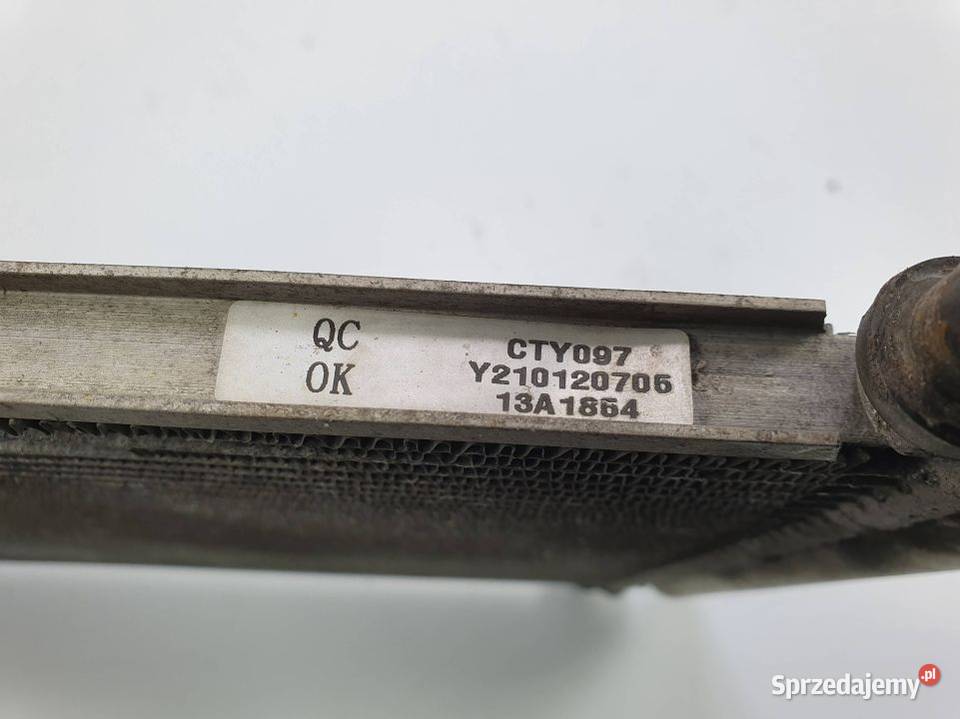 QC
OK
CTY097
Y210120706
13A1864
Sprzedajemy.pl